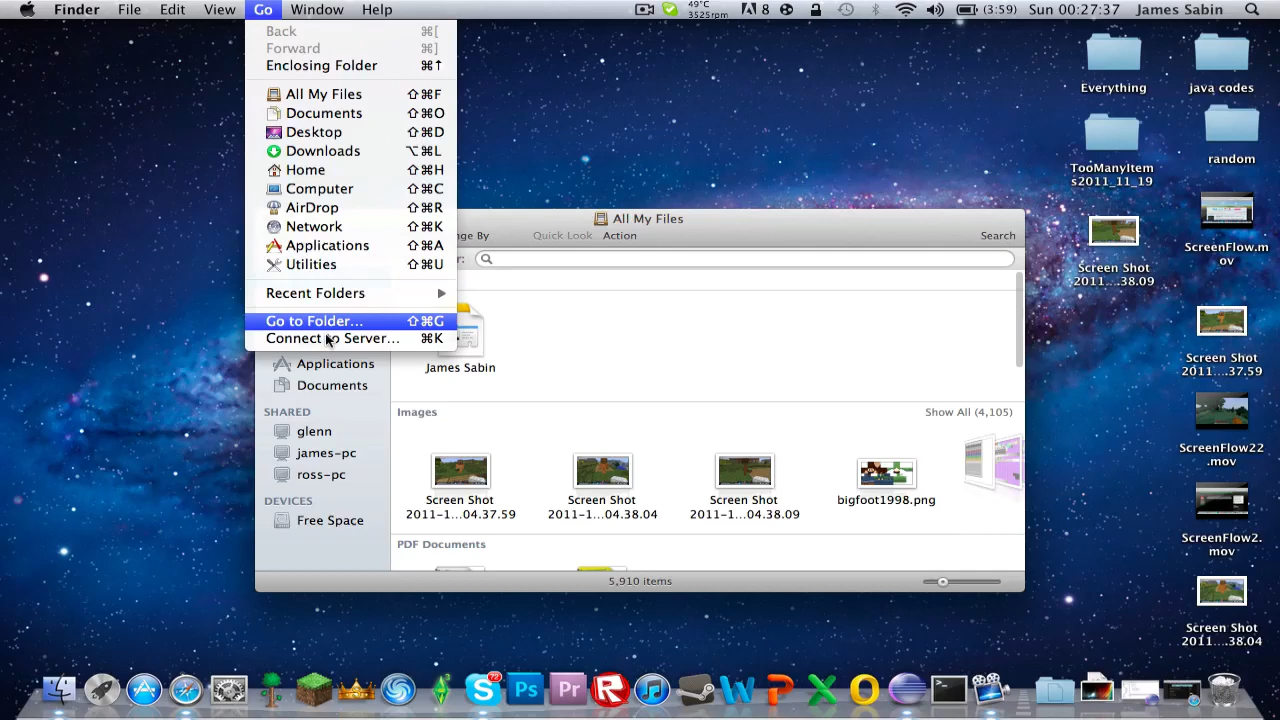 Finder File Edit View Go Window Help 49°C 3525rpm 8 (3:59) Sun 00:27:37 James Sabin
Back ⌘[
Forward ⌘]
Enclosing Folder ⌘↑
All My Files ⇧⌘F
Documents ⇧⌘O
Desktop ⇧⌘D
Downloads ⌥⌘L
Home ⇧⌘H
Computer ⇧⌘C
AirDrop ⇧⌘R
Network ⇧⌘K
Applications ⇧⌘A
Utilities ⇧⌘U
Recent Folders
Go to Folder... ⇧⌘G
Connect to Server... ⌘K
All My Files
nge By Quick Look Action Search
r:
Applications
Documents
SHARED
glenn
james-pc
ross-pc
DEVICES
Free Space
James Sabin
Images Show All (4,105)
Screen Shot
2011-1...04.37.59
Screen Shot
2011-1...04.38.04
Screen Shot
2011-1...04.38.09
bigfoot1998.png
PDF Documents
5,910 items
Everything
java codes
TooManyItem
s2011_11_19
random
Screen Shot
2011....38.09
ScreenFlow.m
ov
Screen Shot
2011....37.59
ScreenFlow22
.mov
ScreenFlow2.
mov
Screen Shot
2011....38.04
72
Ps
Pr